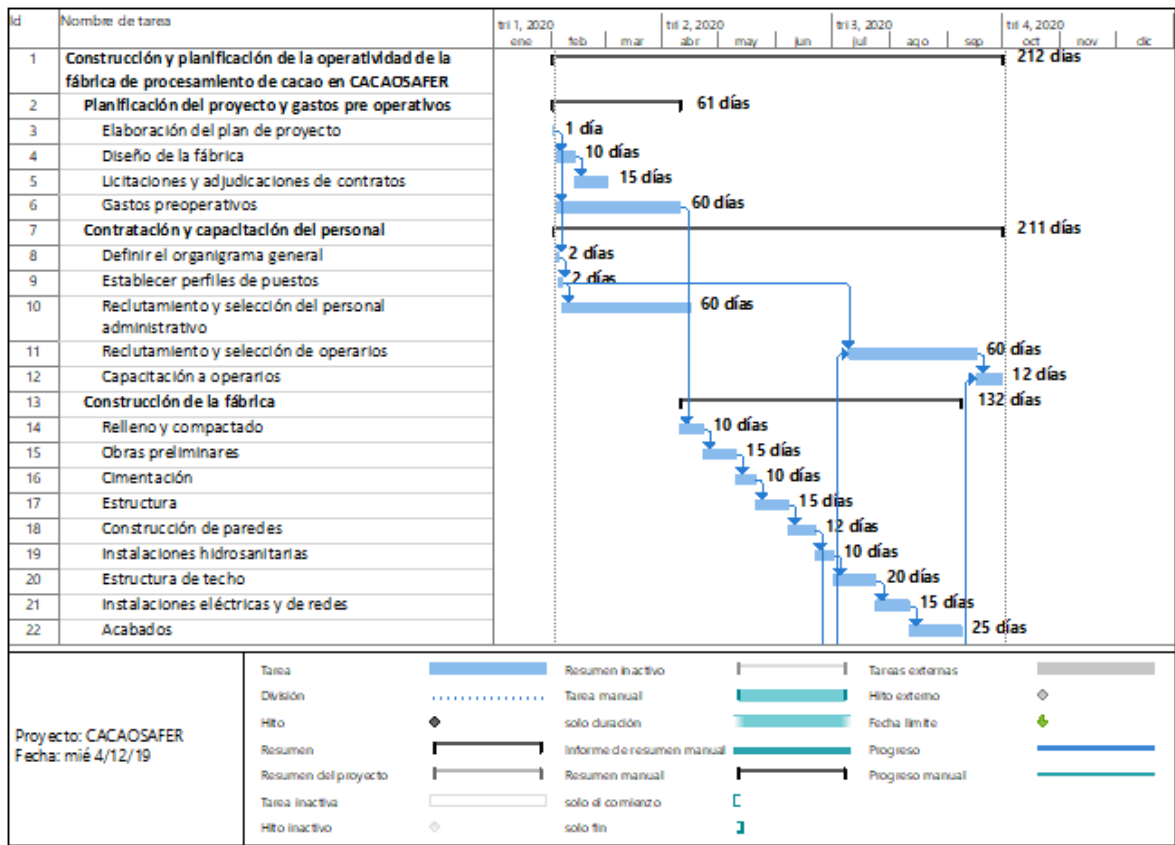 Id Nombre de tarea tri 1, 2020 tri 2, 2020 tri 3, 2020 tri 4, 2020
ene feb mar abr may jun jul ago sep oct nov dic
1 Construcción y planificación de la operatividad de la 212 días
fábrica de procesamiento de cacao en CACAOSAFER
2 Planificación del proyecto y gastos pre operativos 61 días
3 Elaboración del plan de proyecto 1 día
4 Diseño de la fábrica 10 días
5 Licitaciones y adjudicaciones de contratos 15 días
6 Gastos preoperativos 60 días
7 Contratación y capacitación del personal 211 días
8 Definir el organigrama general 2 días
9 Establecer perfiles de puestos 2 días
10 Reclutamiento y selección del personal 60 días
administrativo
11 Reclutamiento y selección de operarios 60 días
12 Capacitación a operarios 12 días
13 Construcción de la fábrica 132 días
14 Relleno y compactado 10 días
15 Obras preliminares 15 días
16 Cimentación 10 días
17 Estructura 15 días
18 Construcción de paredes 12 días
19 Instalaciones hidrosanitarias 10 días
20 Estructura de techo 20 días
21 Instalaciones eléctricas y de redes 15 días
22 Acabados 25 días
Proyecto: CACAOSAFER
Fecha: mié 4/12/19
Tarea Resumen inactivo Tareas externas
División Tarea manual Hito externo
Hito solo duración Fecha límite
Resumen Informe de resumen manual Progreso
Resumen del proyecto Resumen manual Progreso manual
Tarea inactiva solo el comienzo
Hito inactivo solo fin